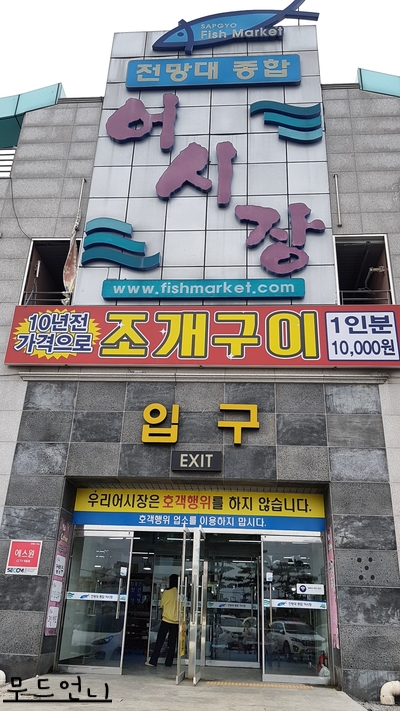 SAPGYO
Fish Market
전망대 종합
어시장
www.fishmarket.com
10년전
가격으로
조개구이
1인분
10,000원
입구
EXIT
우리어시장은 호객행위를 하지 않습니다.
호객행위 업소를 이용하지 맙시다.
에스원
SECOM
무드언니